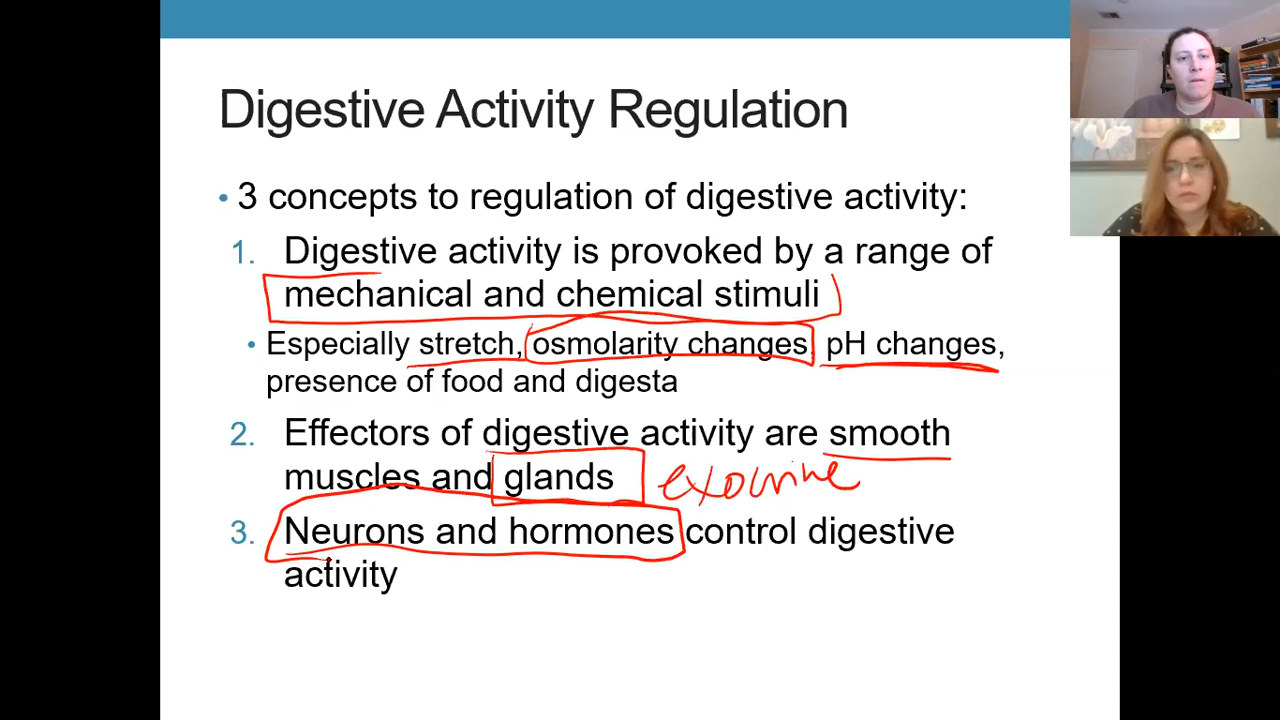 Digestive Activity Regulation
• 3 concepts to regulation of digestive activity:
1. Digestive activity is provoked by a range of
mechanical and chemical stimuli
• Especially stretch, osmolarity changes, pH changes,
presence of food and digesta
2. Effectors of digestive activity are smooth
muscles and glands exocrine
3. Neurons and hormones control digestive
activity